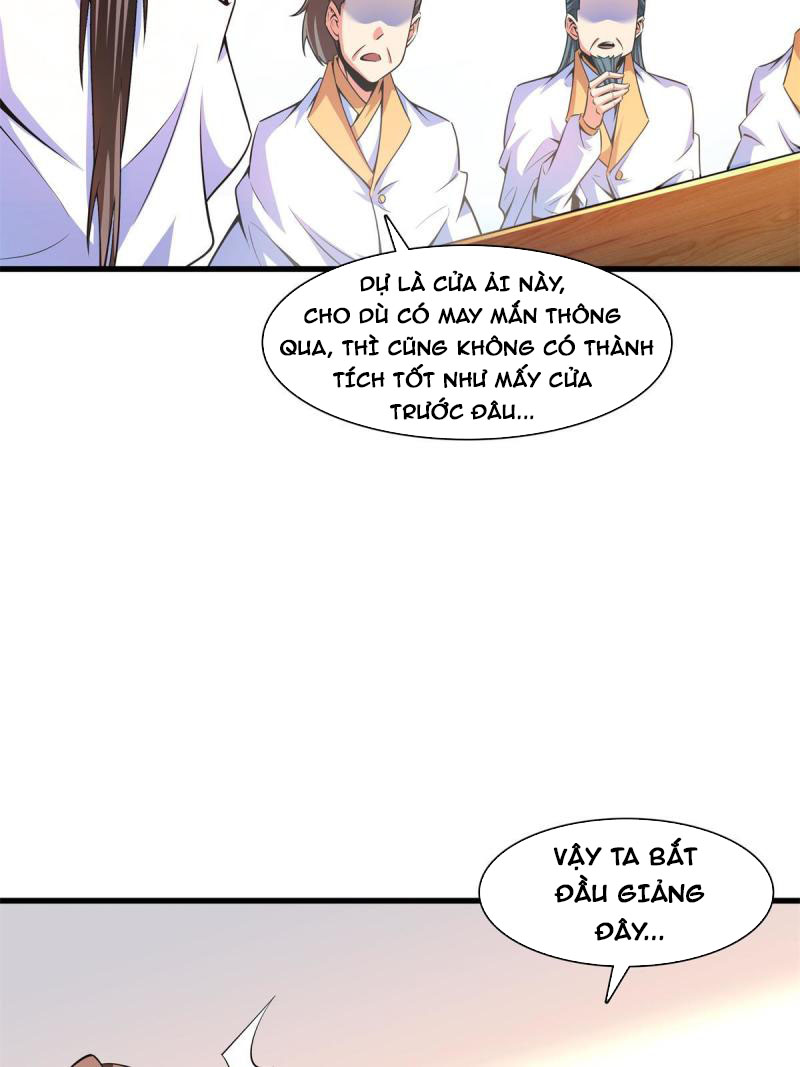 DỰ LÀ CỬA ẢI NÀY,
CHO DÙ CÓ MAY MẮN THÔNG
QUA, THÌ CŨNG KHÔNG CÓ THÀNH
TÍCH TỐT NHƯ MẤY CỬA
TRƯỚC ĐÂU...
VẬY TA BẮT
ĐẦU GIẢNG
ĐÂY...